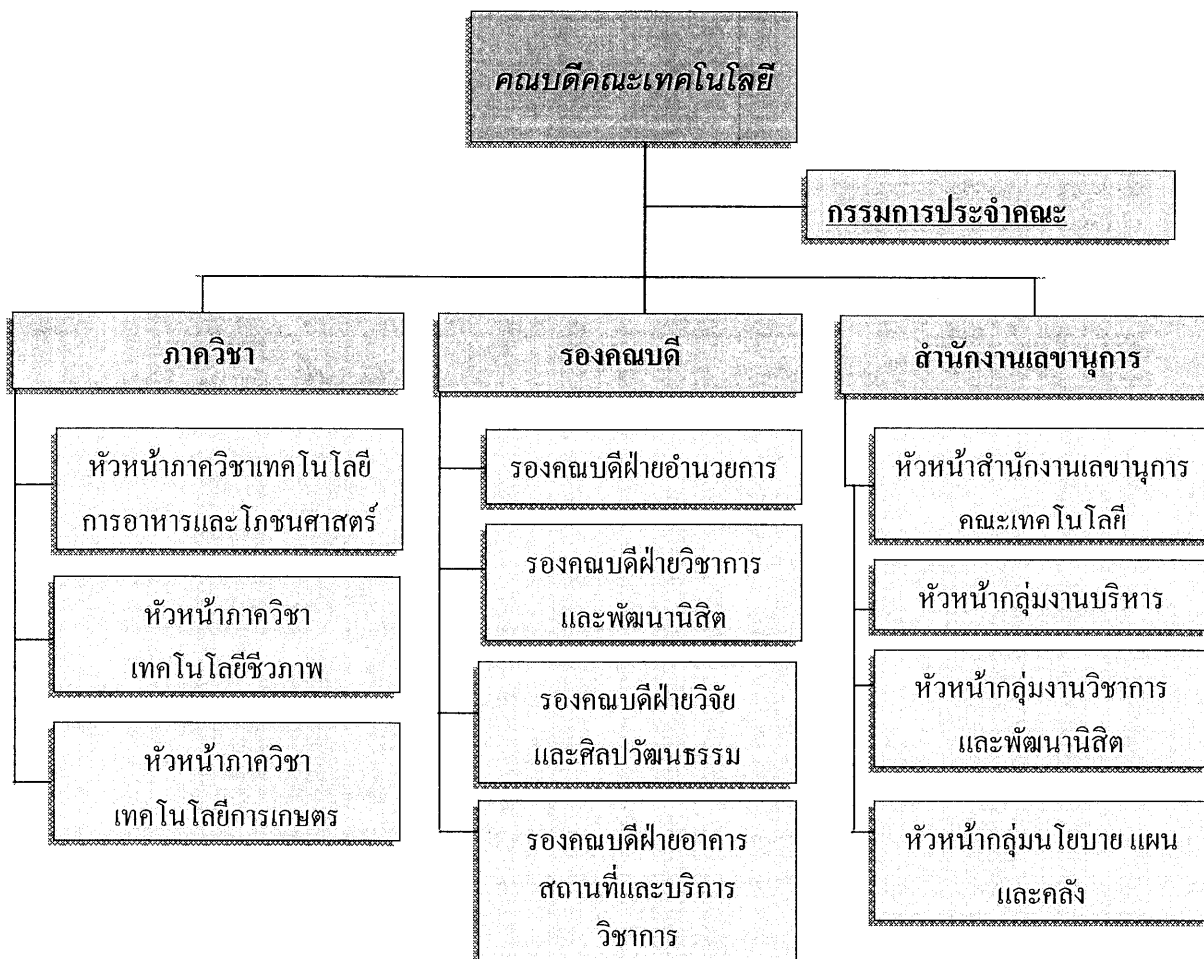 คณบดีคณะเทคโนโลยี
กรรมการประจำคณะ
ภาควิชา
หัวหน้าภาควิชาเทคโนโลยี
การอาหารและโภชนศาสตร์
หัวหน้าภาควิชา
เทคโนโลยีชีวภาพ
หัวหน้าภาควิชา
เทคโนโลยีการเกษตร
รองคณบดี
รองคณบดีฝ่ายอำนวยการ
รองคณบดีฝ่ายวิชาการ
และพัฒนานิสิต
รองคณบดีฝ่ายวิจัย
และศิลปวัฒนธรรม
รองคณบดีฝ่ายอาคาร
สถานที่และบริการ
วิชาการ
สำนักงานเลขานุการ
หัวหน้าสำนักงานเลขานุการ
คณะเทคโนโลยี
หัวหน้ากลุ่มงานบริหาร
หัวหน้ากลุ่มงานวิชาการ
และพัฒนานิสิต
หัวหน้ากลุ่มนโยบาย แผน
และคลัง